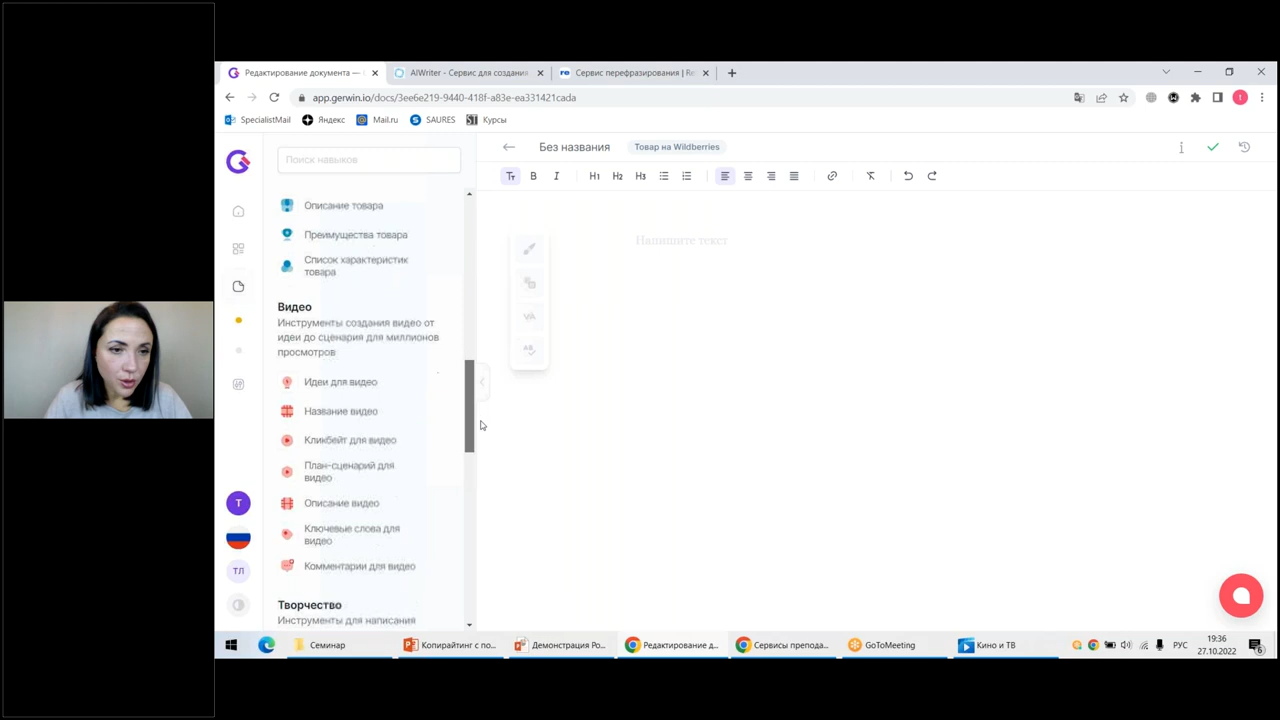 Редактирование документа —
AIWriter - Сервис для создания
Сервис перефразирования | Re
app.gerwin.io/docs/3ee6e219-9440-418f-a83e-ea331421cada
SpecialistMail
Яндекс
Mail.ru
SAURES
Курсы
Поиск навыков
Без названия
Товар на Wildberries
Tт
B
I
H1
H2
H3
Описание товара
Преимущества товара
Список характеристик
товара
Видео
Инструменты создания видео от
идеи до сценария для миллионов
просмотров
Идеи для видео
Название видео
Кликбейт для видео
План-сценарий для
видео
Описание видео
Ключевые слова для
видео
Комментарии для видео
Творчество
Инструменты для написания
Напишите текст
T
ТЛ
Семинар
Копирайтинг с по...
Демонстрация Ро...
Редактирование д...
Сервисы препода...
GoToMeeting
Кино и ТВ
РУС
19:36
27.10.2022
6